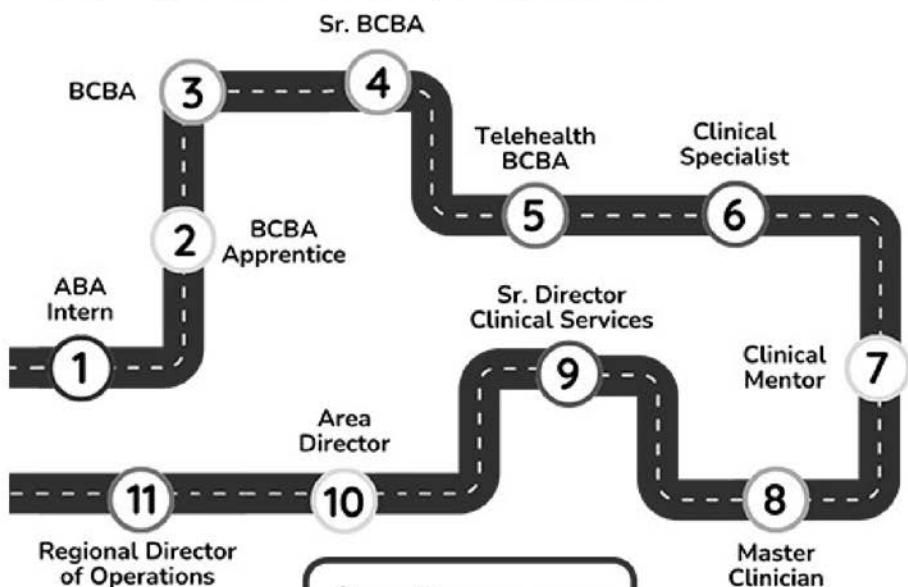 Sr. BCBA
BCBA
3
4
Telehealth
BCBA
Clinical
Specialist
2
BCBA
Apprentice
5
6
ABA
Intern
1
Sr. Director
Clinical Services
9
Clinical
Mentor
7
Area
Director
11
10
8
Regional Director
of Operations
Master
Clinician